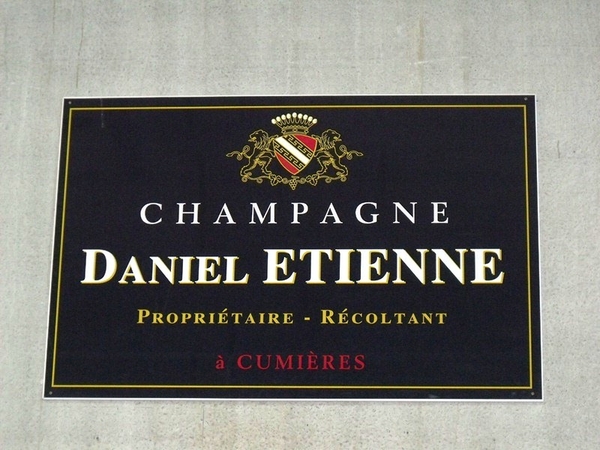 CHAMPAGNE
DANIEL ETIENNE
PROPRIÉTAIRE - RÉCOLTANT
à CUMIÈRES